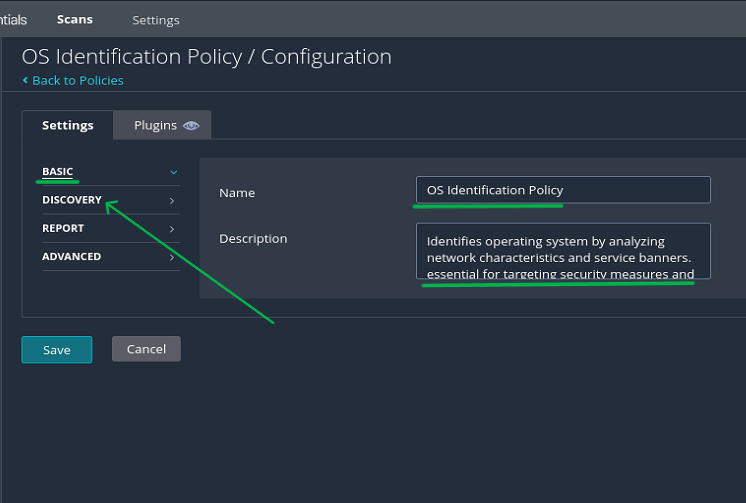 ntials Scans Settings
OS Identification Policy / Configuration
Back to Policies
Settings Plugins
BASIC
DISCOVERY
REPORT
ADVANCED
Name OS Identification Policy
Description
Identifies operating system by analyzing
network characteristics and service banners.
essential for targeting security measures and
Save Cancel